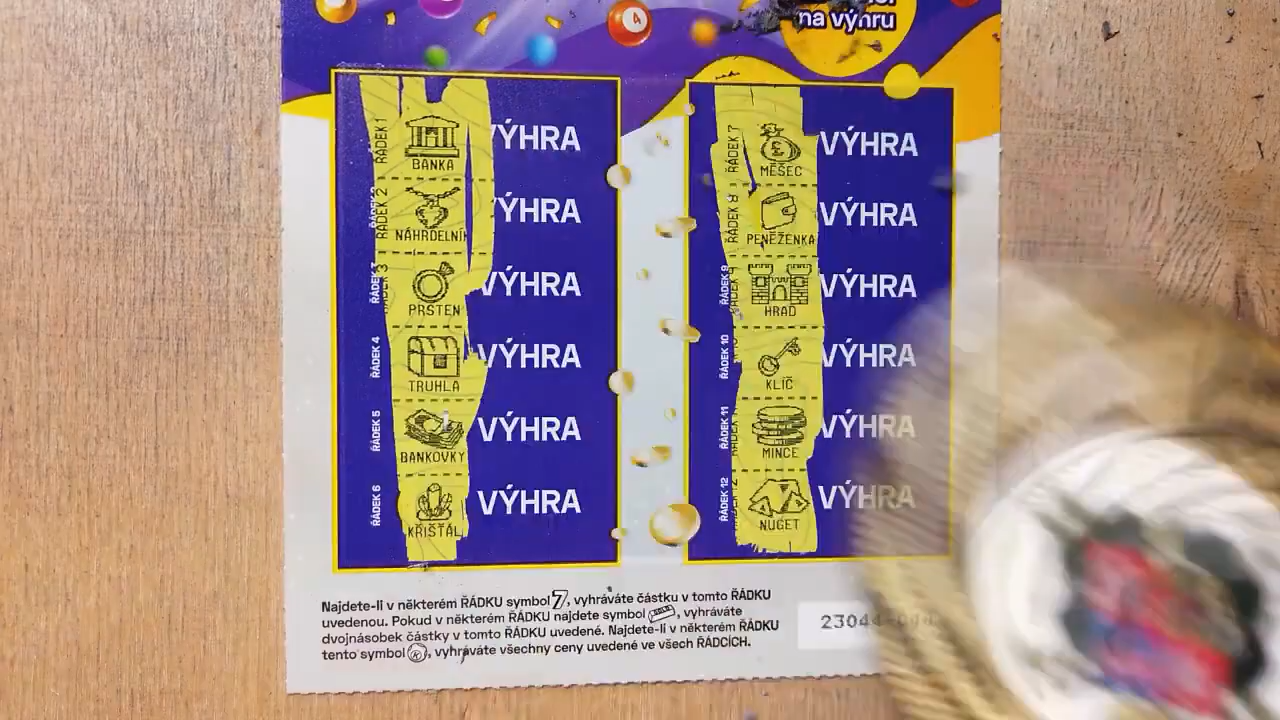 na výhru
4
ŘÁDEK 1
BANKA
VÝHRA
ŘÁDEK 2
NÁHRDELNÍK
VÝHRA
ŘÁDEK 3
PRSTEN
VÝHRA
ŘÁDEK 4
TRUHLA
VÝHRA
ŘÁDEK 5
BANKOVKY
VÝHRA
ŘÁDEK 6
KŘIŠŤÁL
VÝHRA
ŘÁDEK 7
MĚŠEC
VÝHRA
ŘÁDEK 8
PENĚŽENKA
VÝHRA
ŘÁDEK 9
HRAD
VÝHRA
ŘÁDEK 10
KLÍČ
VÝHRA
ŘÁDEK 11
MINCE
VÝHRA
ŘÁDEK 12
NUGET
VÝHRA
Najdete-li v některém ŘÁDKU symbol 7, vyhráváte částku v tomto ŘÁDKU
uvedenou. Pokud v některém ŘÁDKU najdete symbol, vyhráváte
dvojnásobek částky v tomto ŘÁDKU uvedené. Najdete-li v některém ŘÁDKU
tento symbol, vyhráváte všechny ceny uvedené ve všech ŘÁDCÍCH.